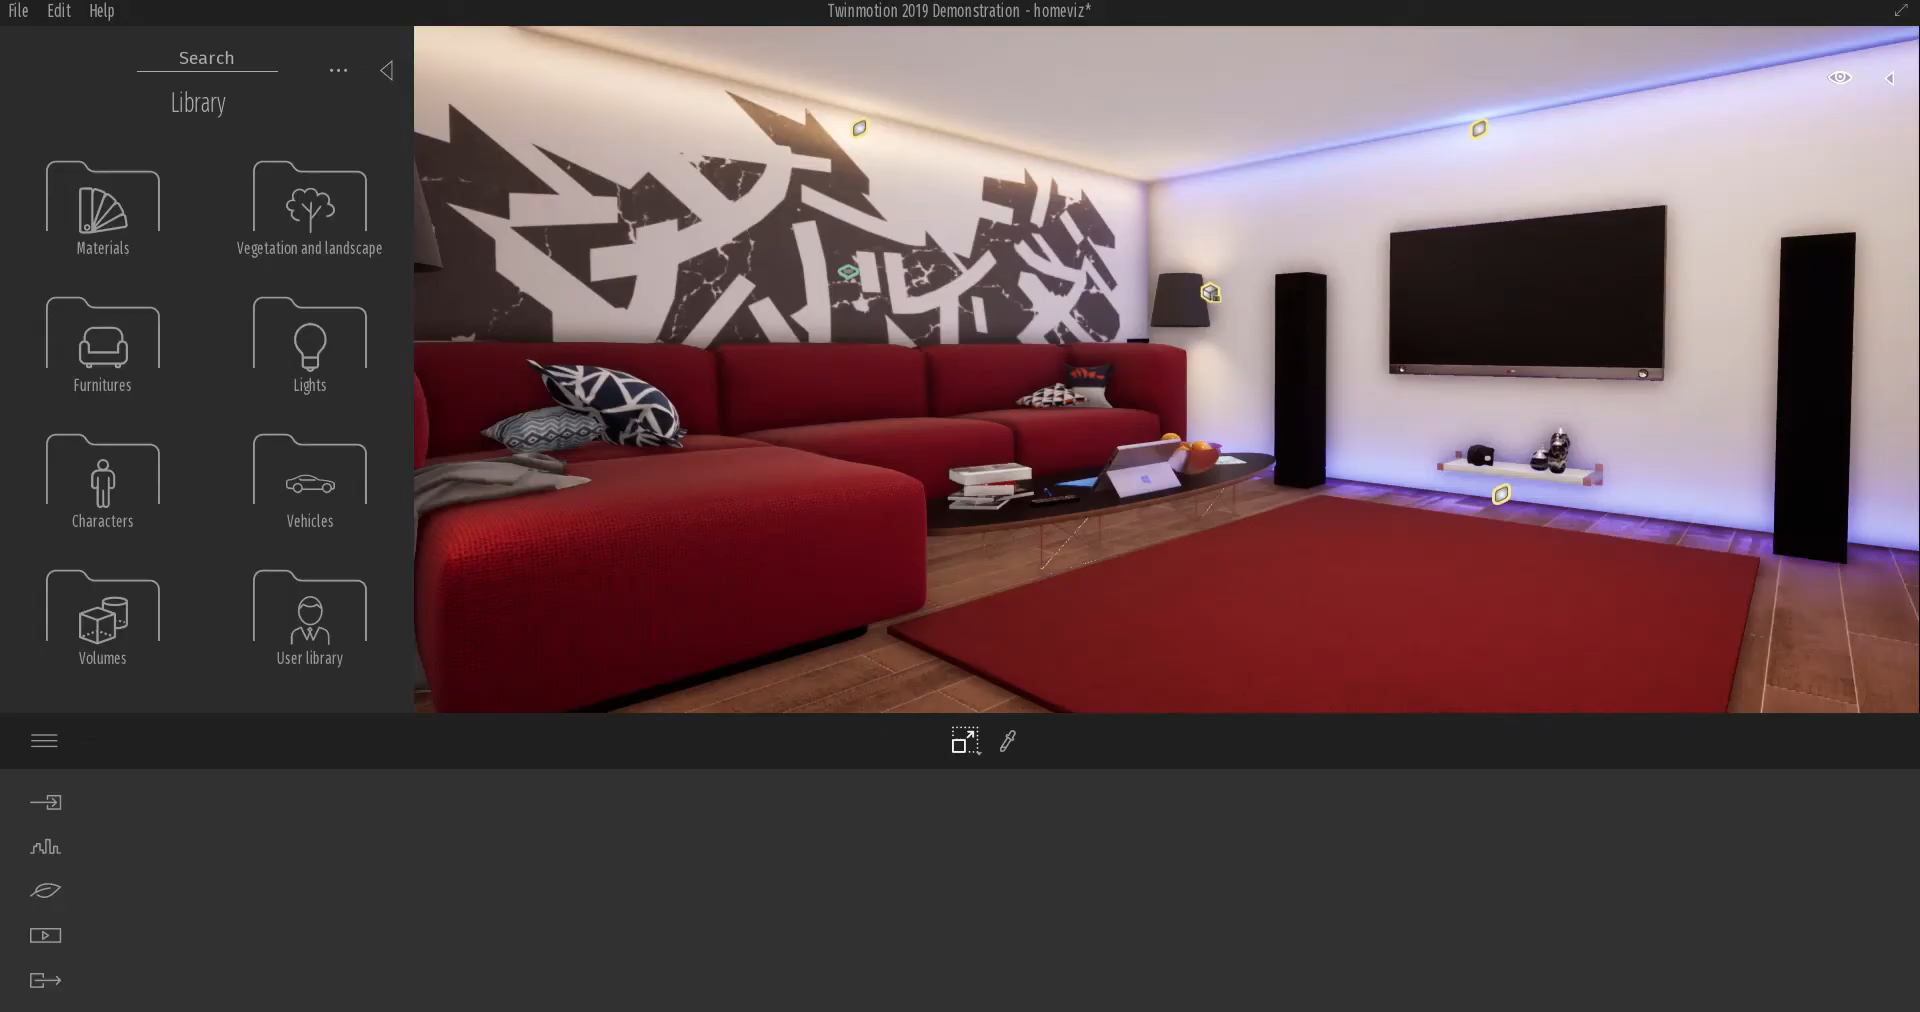 File Edit Help
Twinmotion 2019 Demonstration - homeviz*
Search
Library
Materials
Vegetation and landscape
Furnitures
Lights
Characters
Vehicles
Volumes
User library